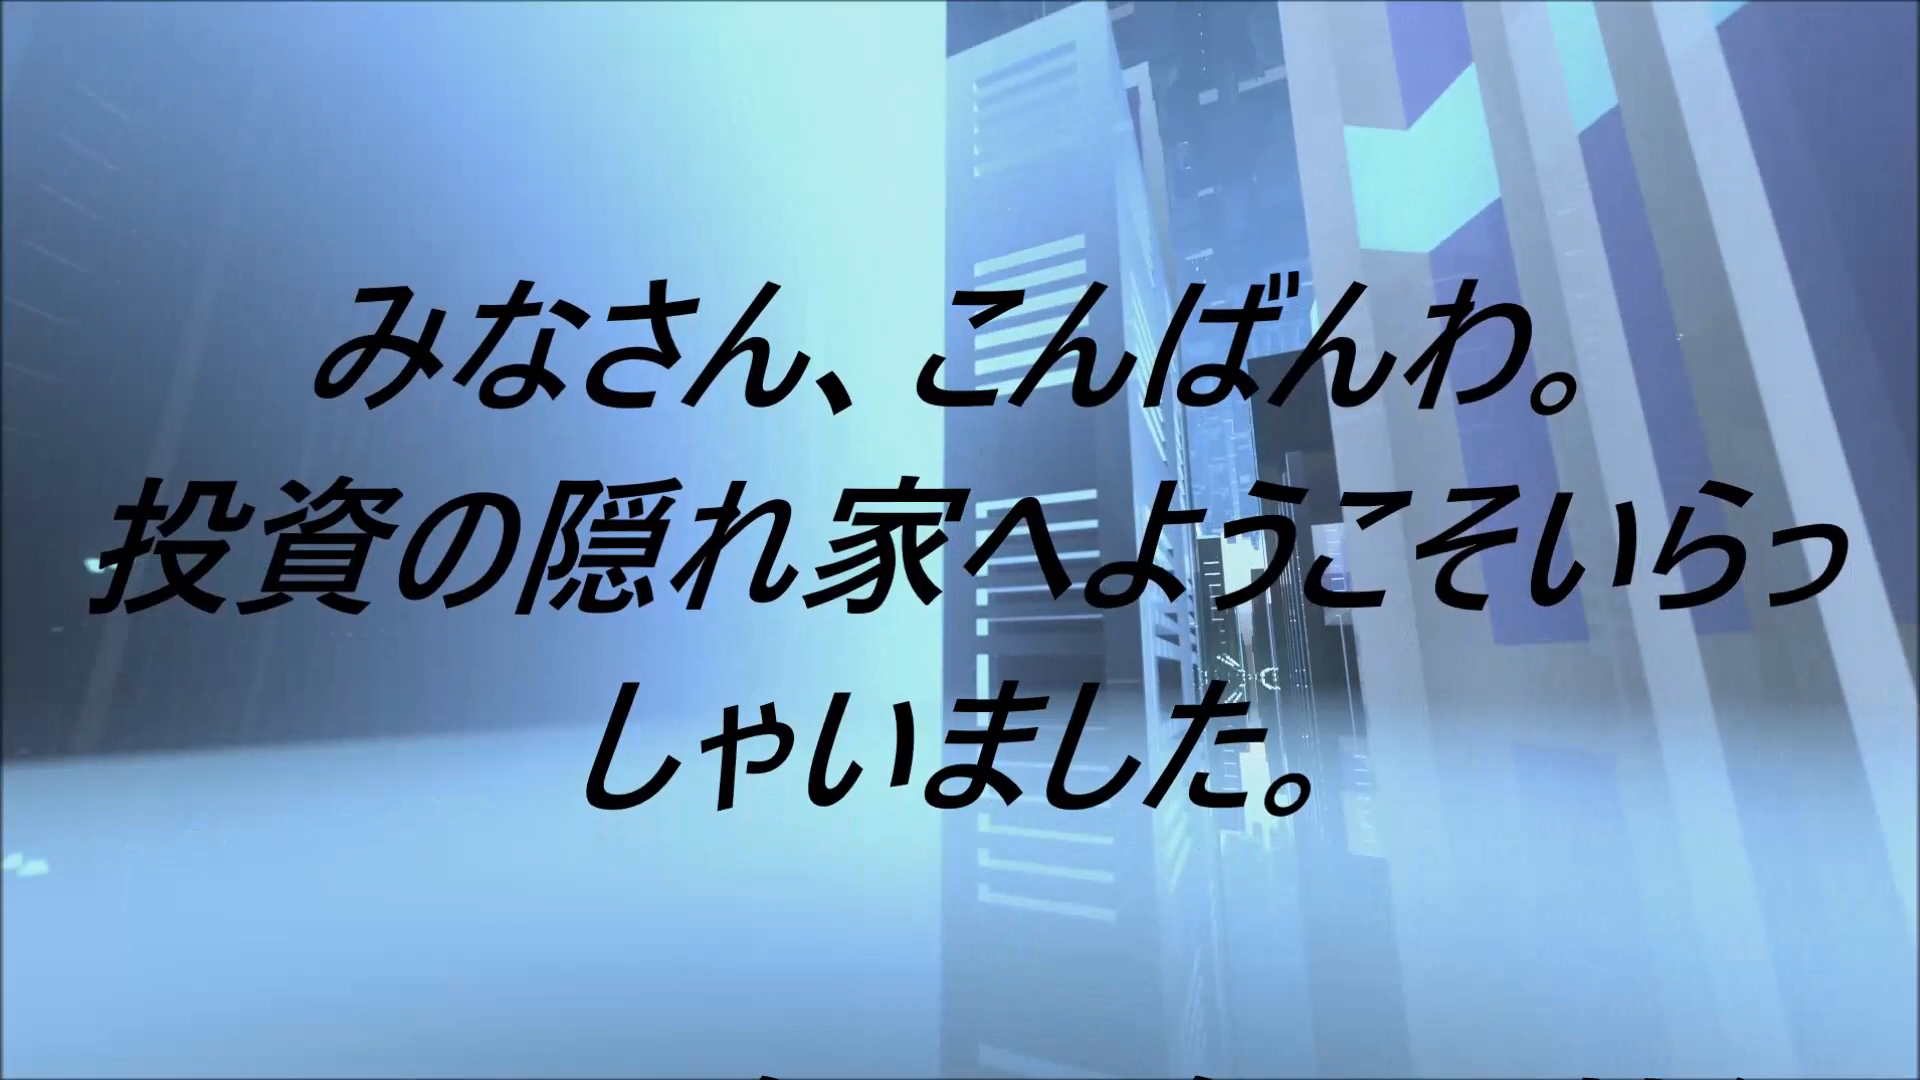 みなさん、こんばんわ。
投資の隠れ家へようこそいらっ
しゃいました。